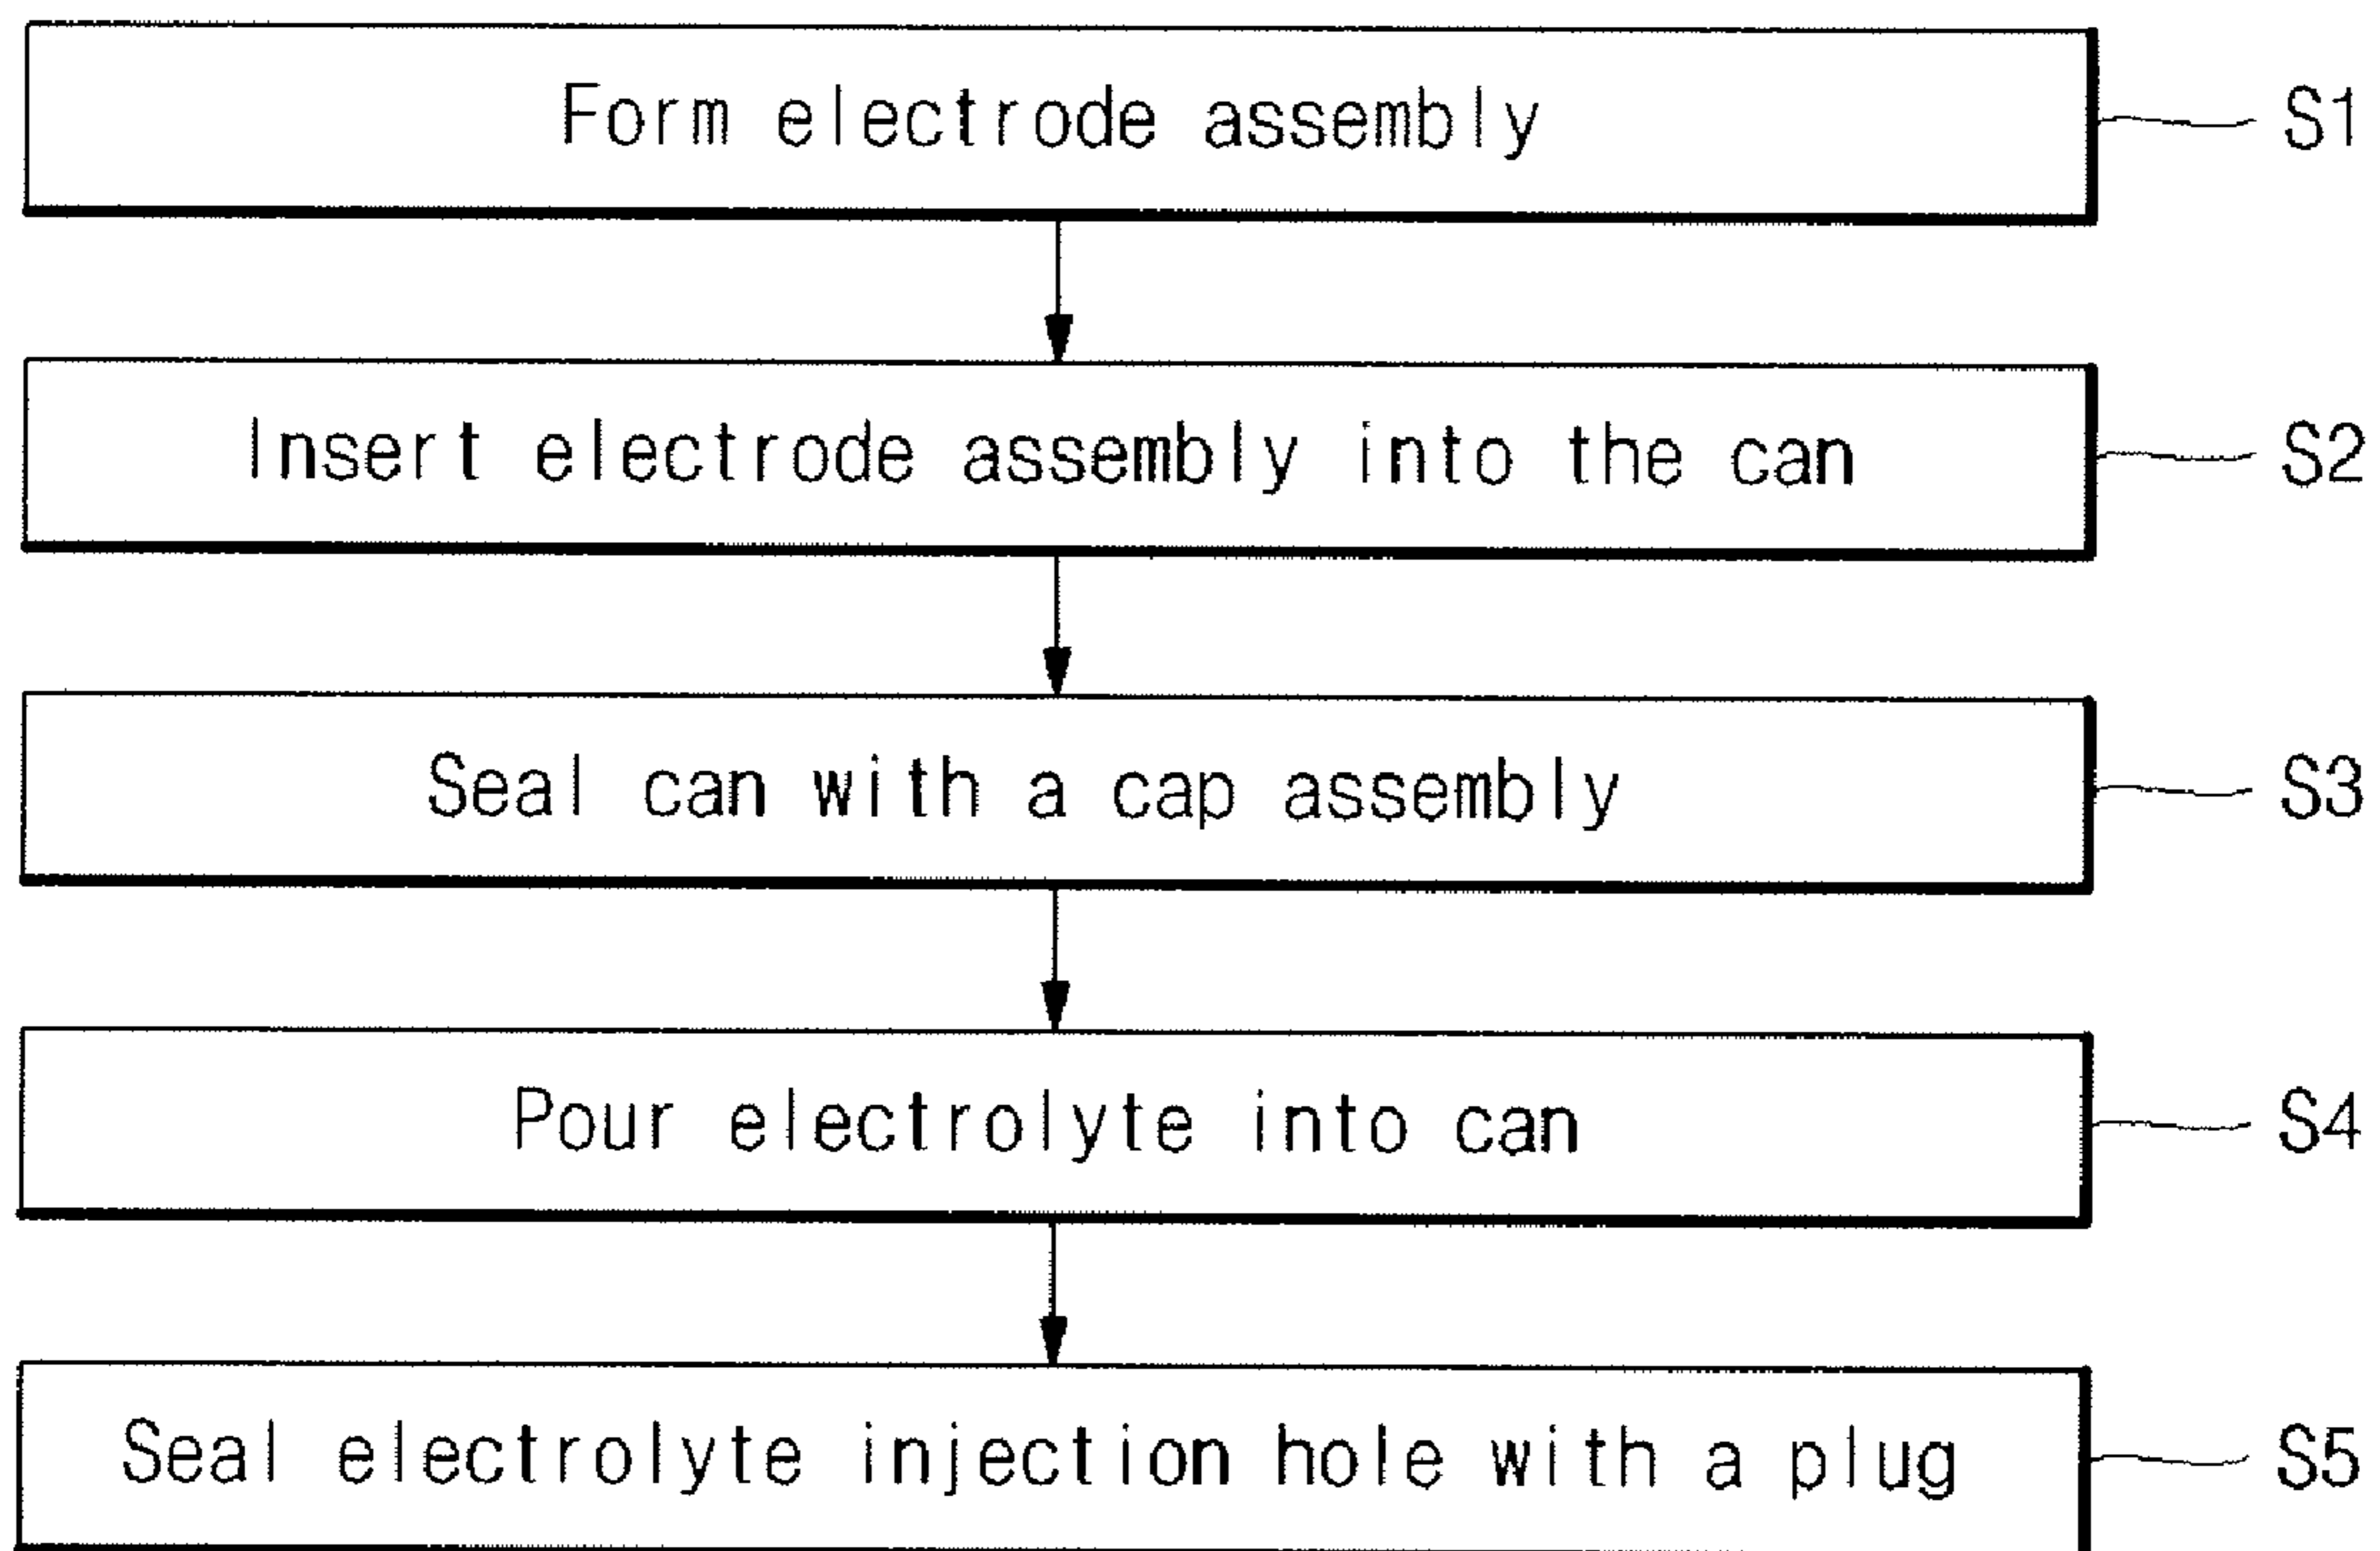 Form electrode assembly S1
Insert electrode assembly into the can S2
Seal can with a cap assembly S3
Pour electrolyte into can S4
Seal electrolyte injection hole with a plug S5